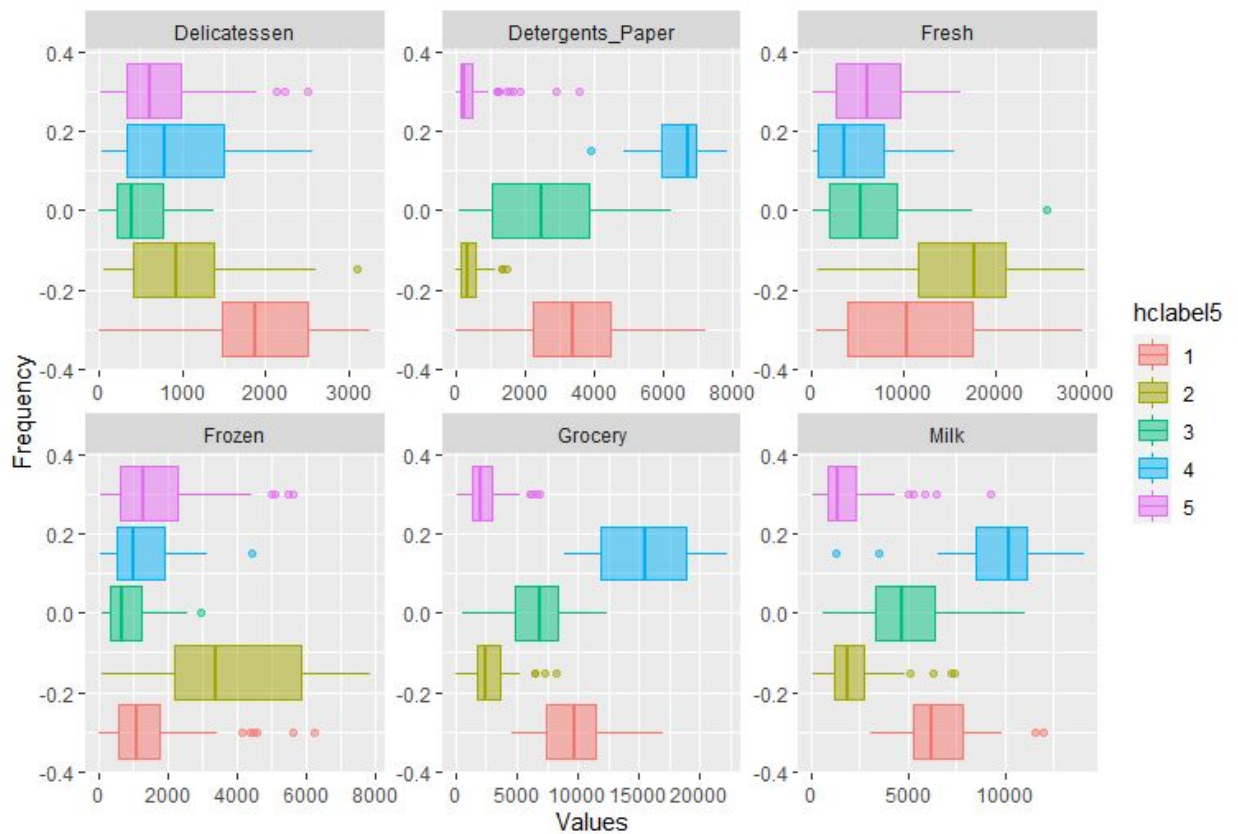 Delicatessen Detergents_Paper Fresh
0.4 0.4 0.4
0.2 0.2 0.2
0.0 0.0 0.0
-0.2 -0.2 -0.2
-0.4 -0.4 -0.4
0 1000 2000 3000 0 2000 4000 6000 8000 0 10000 20000 30000
Frozen Grocery Milk
0.4 0.4 0.4
0.2 0.2 0.2
0.0 0.0 0.0
-0.2 -0.2 -0.2
-0.4 -0.4 -0.4
0 2000 4000 6000 8000 0 5000 10000 15000 20000 0 5000 10000
Frequency
Values
hclabel5
1
2
3
4
5